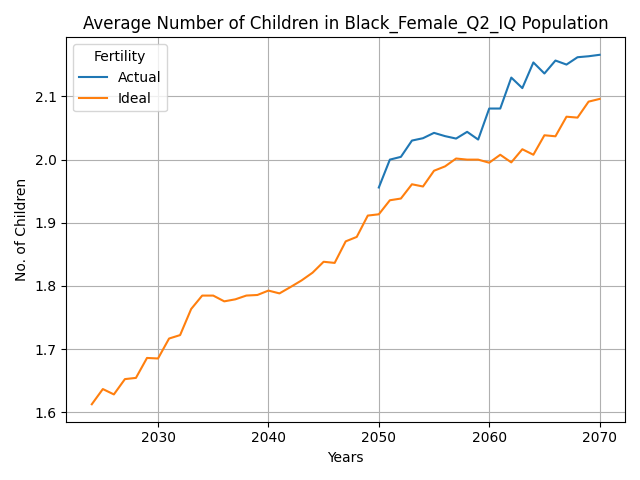 Average Number of Children in Black_Female_Q2_IQ Population
Fertility
Actual
Ideal
No. of Children
2.1
2.0
1.9
1.8
1.7
1.6
2030 2040 2050 2060 2070
Years